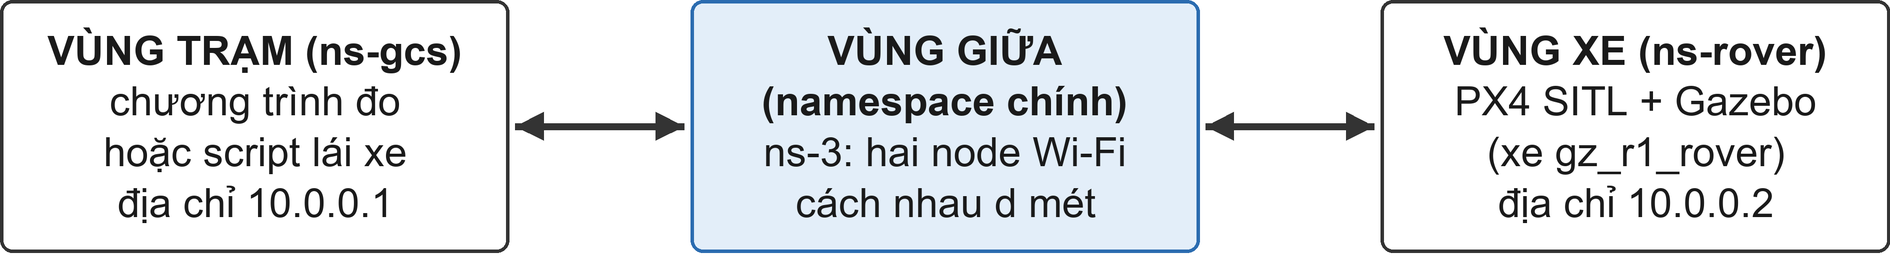 VÙNG TRẠM (ns-gcs)
chương trình đo
hoặc script lái xe
địa chỉ 10.0.0.1
VÙNG GIỮA
(namespace chính)
ns-3: hai node Wi-Fi
cách nhau d mét
VÙNG XE (ns-rover)
PX4 SITL + Gazebo
(xe gz_r1_rover)
địa chỉ 10.0.0.2